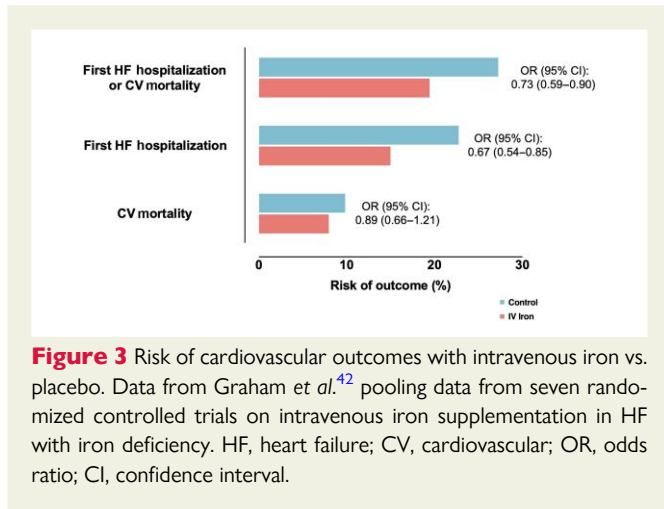 First HF hospitalization
or CV mortality
OR (95% CI):
0.73 (0.59–0.90)
First HF hospitalization
OR (95% CI):
0.67 (0.54–0.85)
CV mortality
OR (95% CI):
0.89 (0.66–1.21)
0 10 20 30
Risk of outcome (%)
Control
IV Iron
Figure 3 Risk of cardiovascular outcomes with intravenous iron vs.
placebo. Data from Graham et al.42 pooling data from seven rando-
mized controlled trials on intravenous iron supplementation in HF
with iron deficiency. HF, heart failure; CV, cardiovascular; OR, odds
ratio; CI, confidence interval.